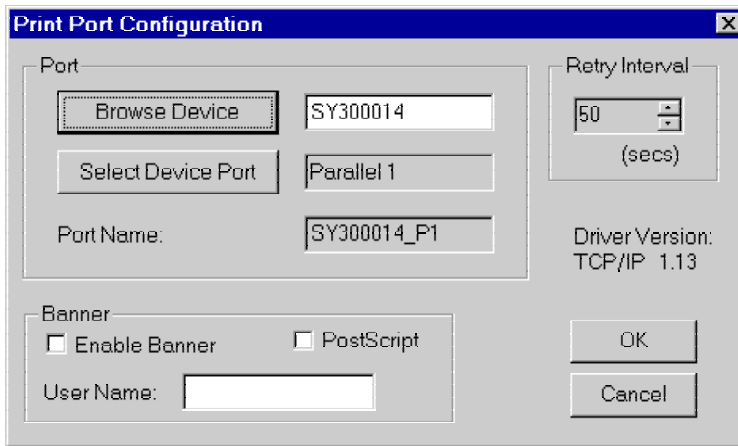 Print Port Configuration
Port
Browse Device
SY300014
Select Device Port
Parallel 1
Port Name:
SY300014_P1
Retry Interval
50
(secs)
Driver Version:
TCP/IP 1.13
Banner
Enable Banner
PostScript
User Name:
OK
Cancel